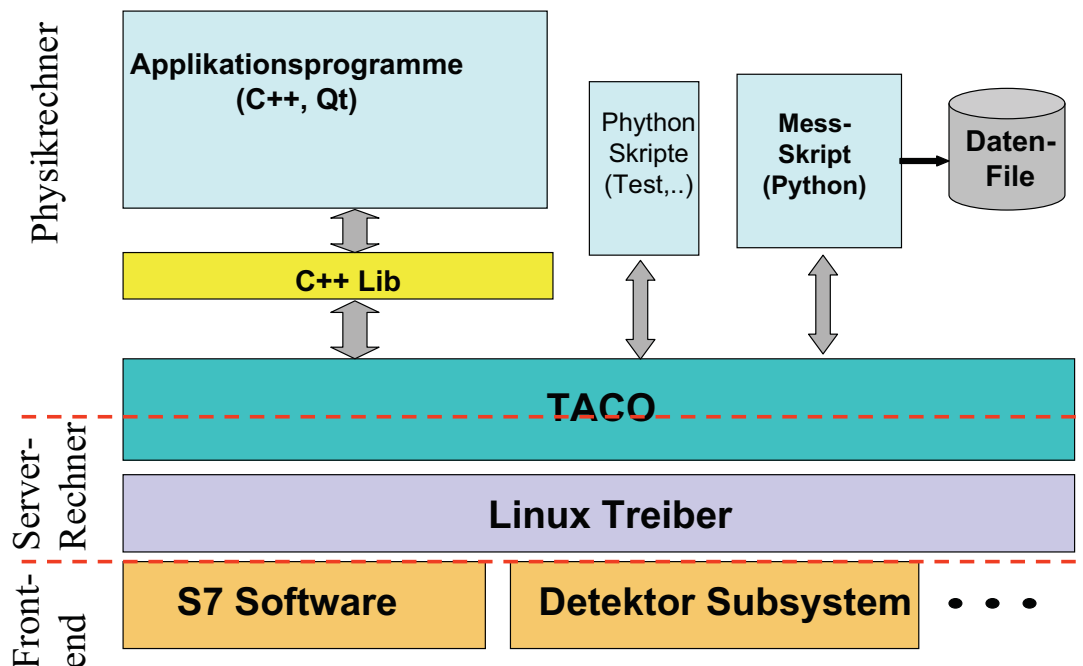 Physikrechner
Applikationsprogramme
(C++, Qt)
Phython
Skripte
(Test,..)
Mess-
Skript
(Python)
Daten-
File
C++ Lib
TACO
Server-
Rechner
Linux Treiber
Front-
end
S7 Software
Detektor Subsystem
• • •